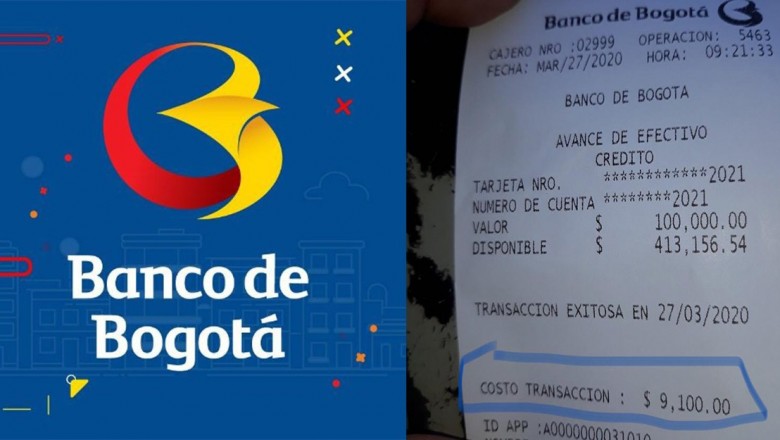 Banco de
Bogotá
Banco de Bogotá
CAJERO NRO :02999 OPERACION: 5463
FECHA: MAR/27/2020 HORA: 09:21:33
BANCO DE BOGOTA
AVANCE DE EFECTIVO
CREDITO
TARJETA NRO. ************2021
NUMERO DE CUENTA ********2021
VALOR $ 100,000.00
DISPONIBLE $ 413,156.54
TRANSACCION EXITOSA EN 27/03/2020
COSTO TRANSACCION : $ 9,100.00
ID APP :A0000000031010